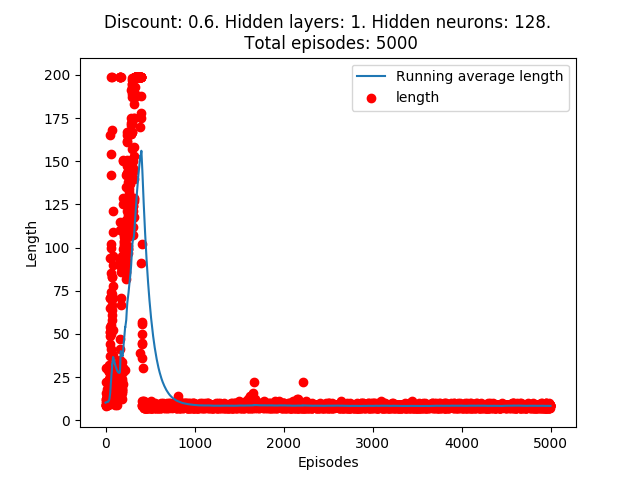 Discount: 0.6. Hidden layers: 1. Hidden neurons: 128.
Total episodes: 5000
Running average length
length
200
175
150
125
100
75
50
25
0
Length
0 1000 2000 3000 4000 5000
Episodes